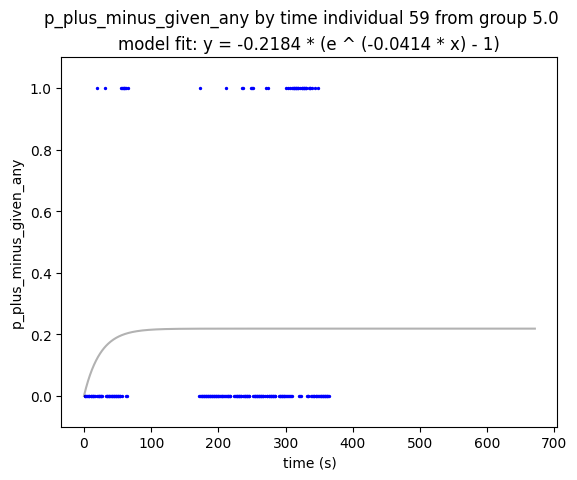 p_plus_minus_given_any by time individual 59 from group 5.0
model fit: y = -0.2184 * (e ^ (-0.0414 * x) - 1)
p_plus_minus_given_any
1.0
0.8
0.6
0.4
0.2
0.0
0 100 200 300 400 500 600 700
time (s)